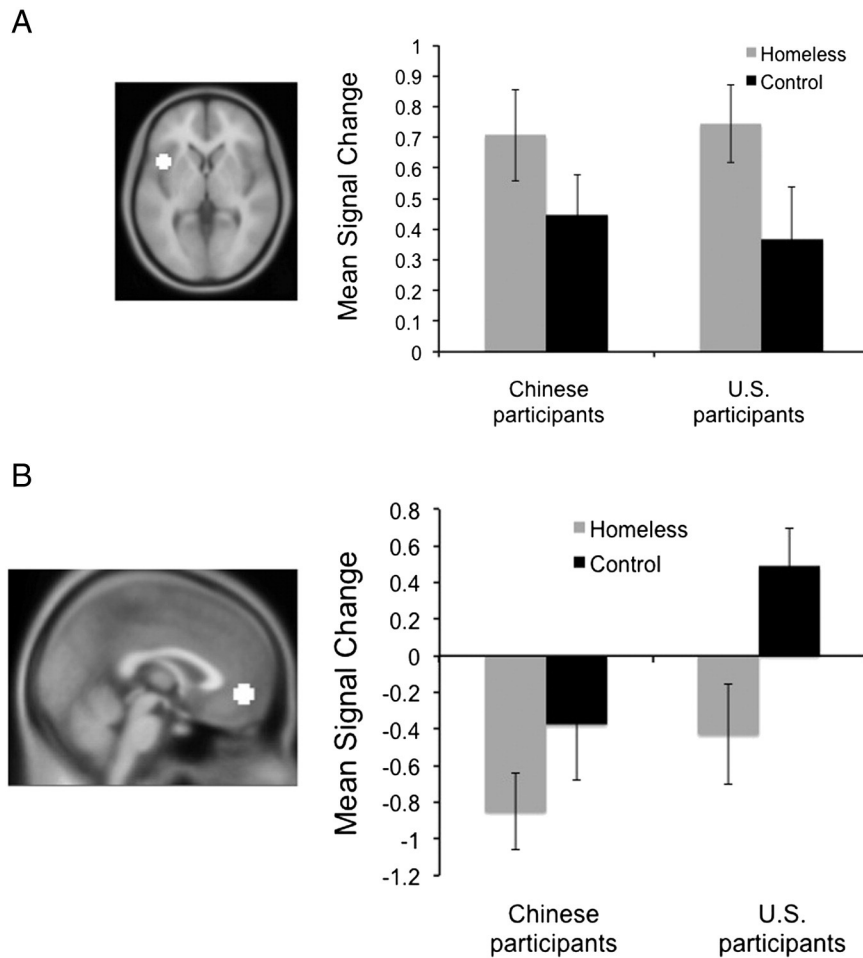 A
Mean Signal Change
1
0.9
0.8
0.7
0.6
0.5
0.4
0.3
0.2
0.1
0
Homeless
Control
Chinese
participants
U.S.
participants
B
Mean Signal Change
0.8
0.6
0.4
0.2
0
-0.2
-0.4
-0.6
-0.8
-1
-1.2
Homeless
Control
Chinese
participants
U.S.
participants